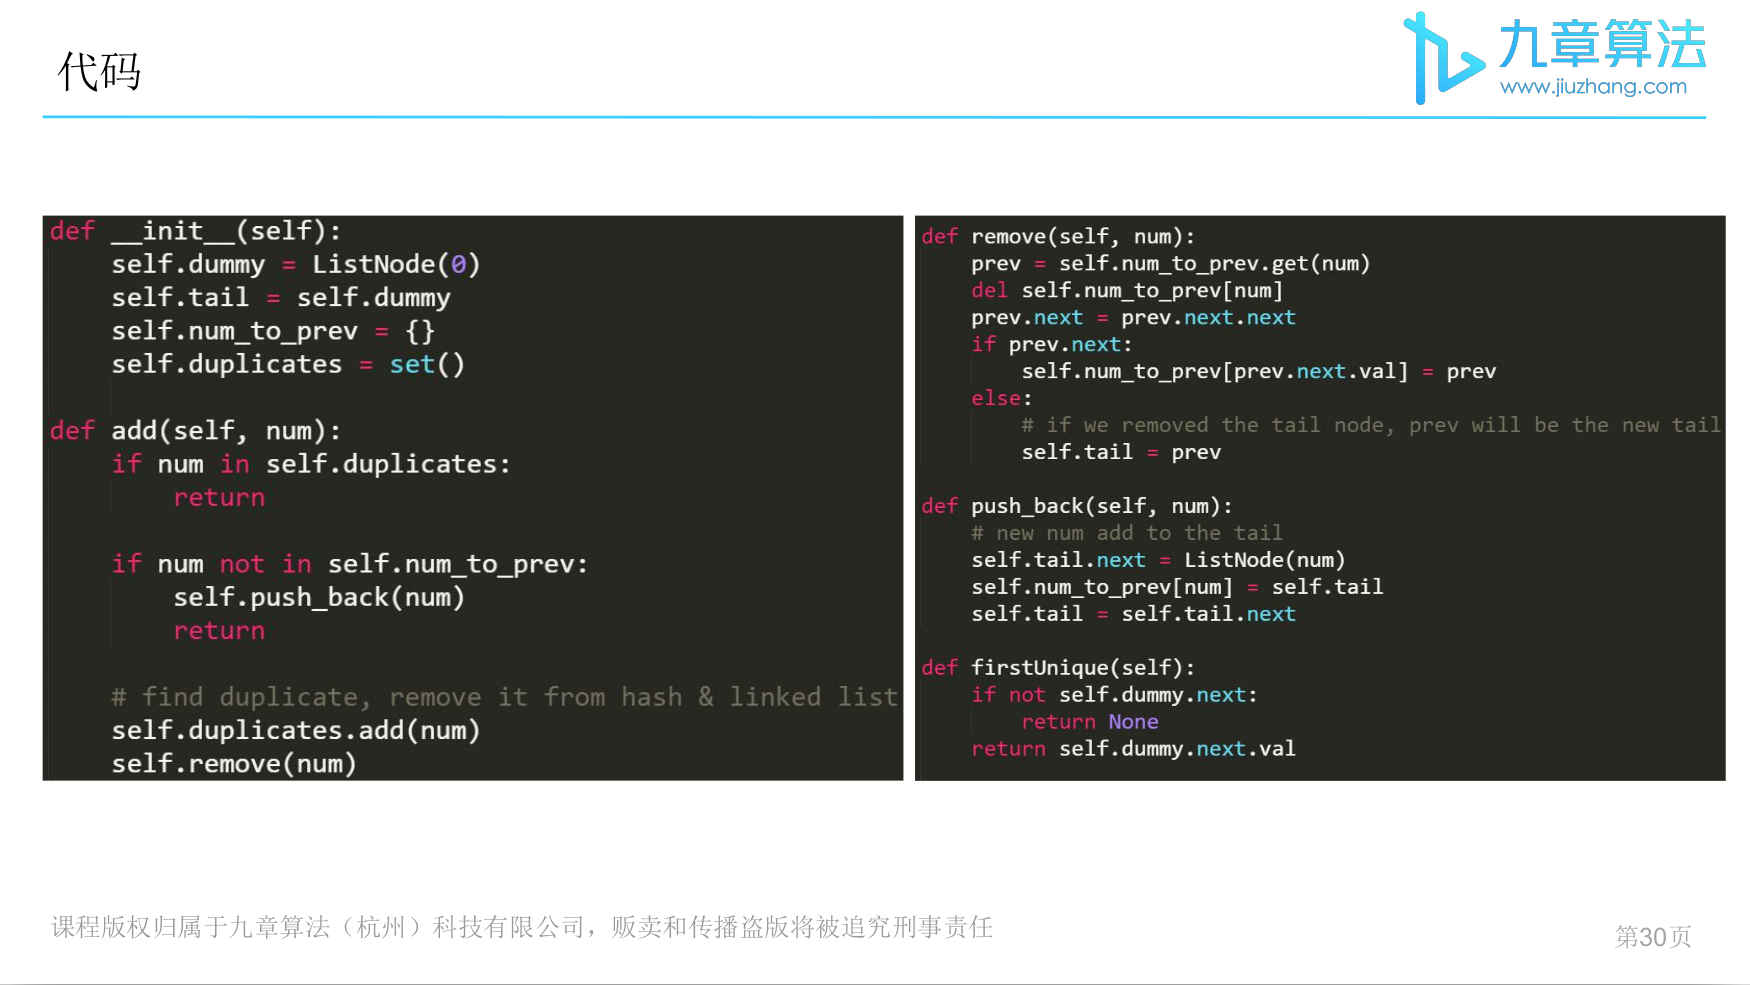 代码
九章算法
www.jiuzhang.com
def __init__(self):
    self.dummy = ListNode(0)
    self.tail = self.dummy
    self.num_to_prev = {}
    self.duplicates = set()
def add(self, num):
    if num in self.duplicates:
        return
    if num not in self.num_to_prev:
        self.push_back(num)
        return
    # find duplicate, remove it from hash & linked list
    self.duplicates.add(num)
    self.remove(num)
def remove(self, num):
    prev = self.num_to_prev.get(num)
    del self.num_to_prev[num]
    prev.next = prev.next.next
    if prev.next:
        self.num_to_prev[prev.next.val] = prev
    else:
        # if we removed the tail node, prev will be the new tail
        self.tail = prev
def push_back(self, num):
    # new num add to the tail
    self.tail.next = ListNode(num)
    self.num_to_prev[num] = self.tail
    self.tail = self.tail.next
def firstUnique(self):
    if not self.dummy.next:
        return None
    return self.dummy.next.val
课程版权归属于九章算法（杭州）科技有限公司，贩卖和传播盗版将被追究刑事责任
第30页